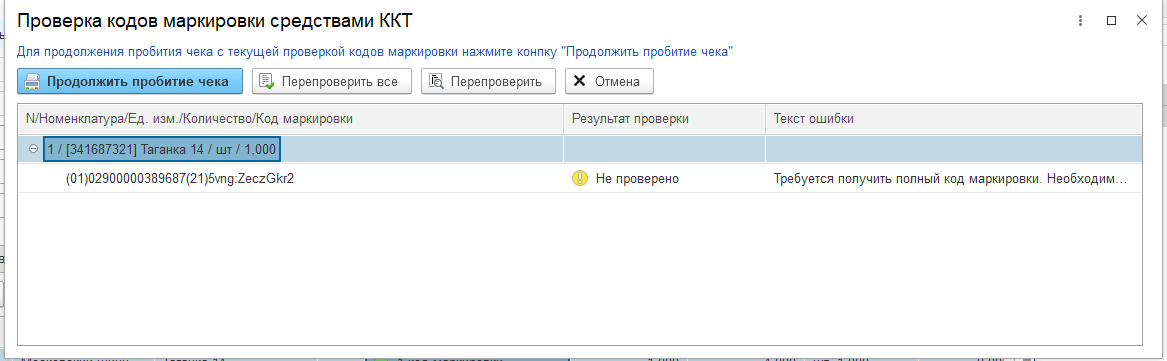 Проверка кодов маркировки средствами ККТ
Для продолжения пробития чека с текущей проверкой кодов маркировки нажмите конпку "Продолжить пробитие чека"
Продолжить пробитие чека Перепроверить все Перепроверить Отмена
N/Номенклатура/Ед. изм./Количество/Код маркировки Результат проверки Текст ошибки
1 / [341687321] Таганка 14 / шт / 1,000
(01)02900000389687(21)5vng:ZeczGkr2 Не проверено Требуется получить полный код маркировки. Необходим...